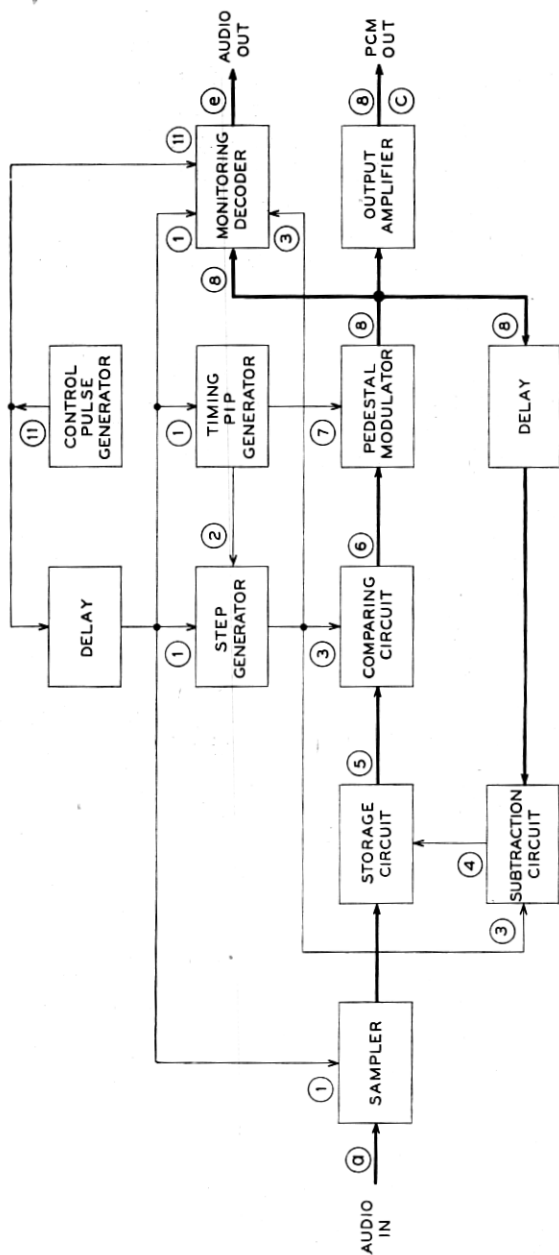 11
CONTROL
PULSE
GENERATOR
11
DELAY
1
STEP
GENERATOR
2
1
TIMING
PIP
GENERATOR
1
MONITORING
DECODER
8
3
e
AUDIO
OUT
AUDIO
IN
a
1
SAMPLER
STORAGE
CIRCUIT
5
3
COMPARING
CIRCUIT
6
7
PEDESTAL
MODULATOR
8
OUTPUT
AMPLIFIER
8
C
PCM
OUT
3
4
SUBTRACTION
CIRCUIT
8
DELAY